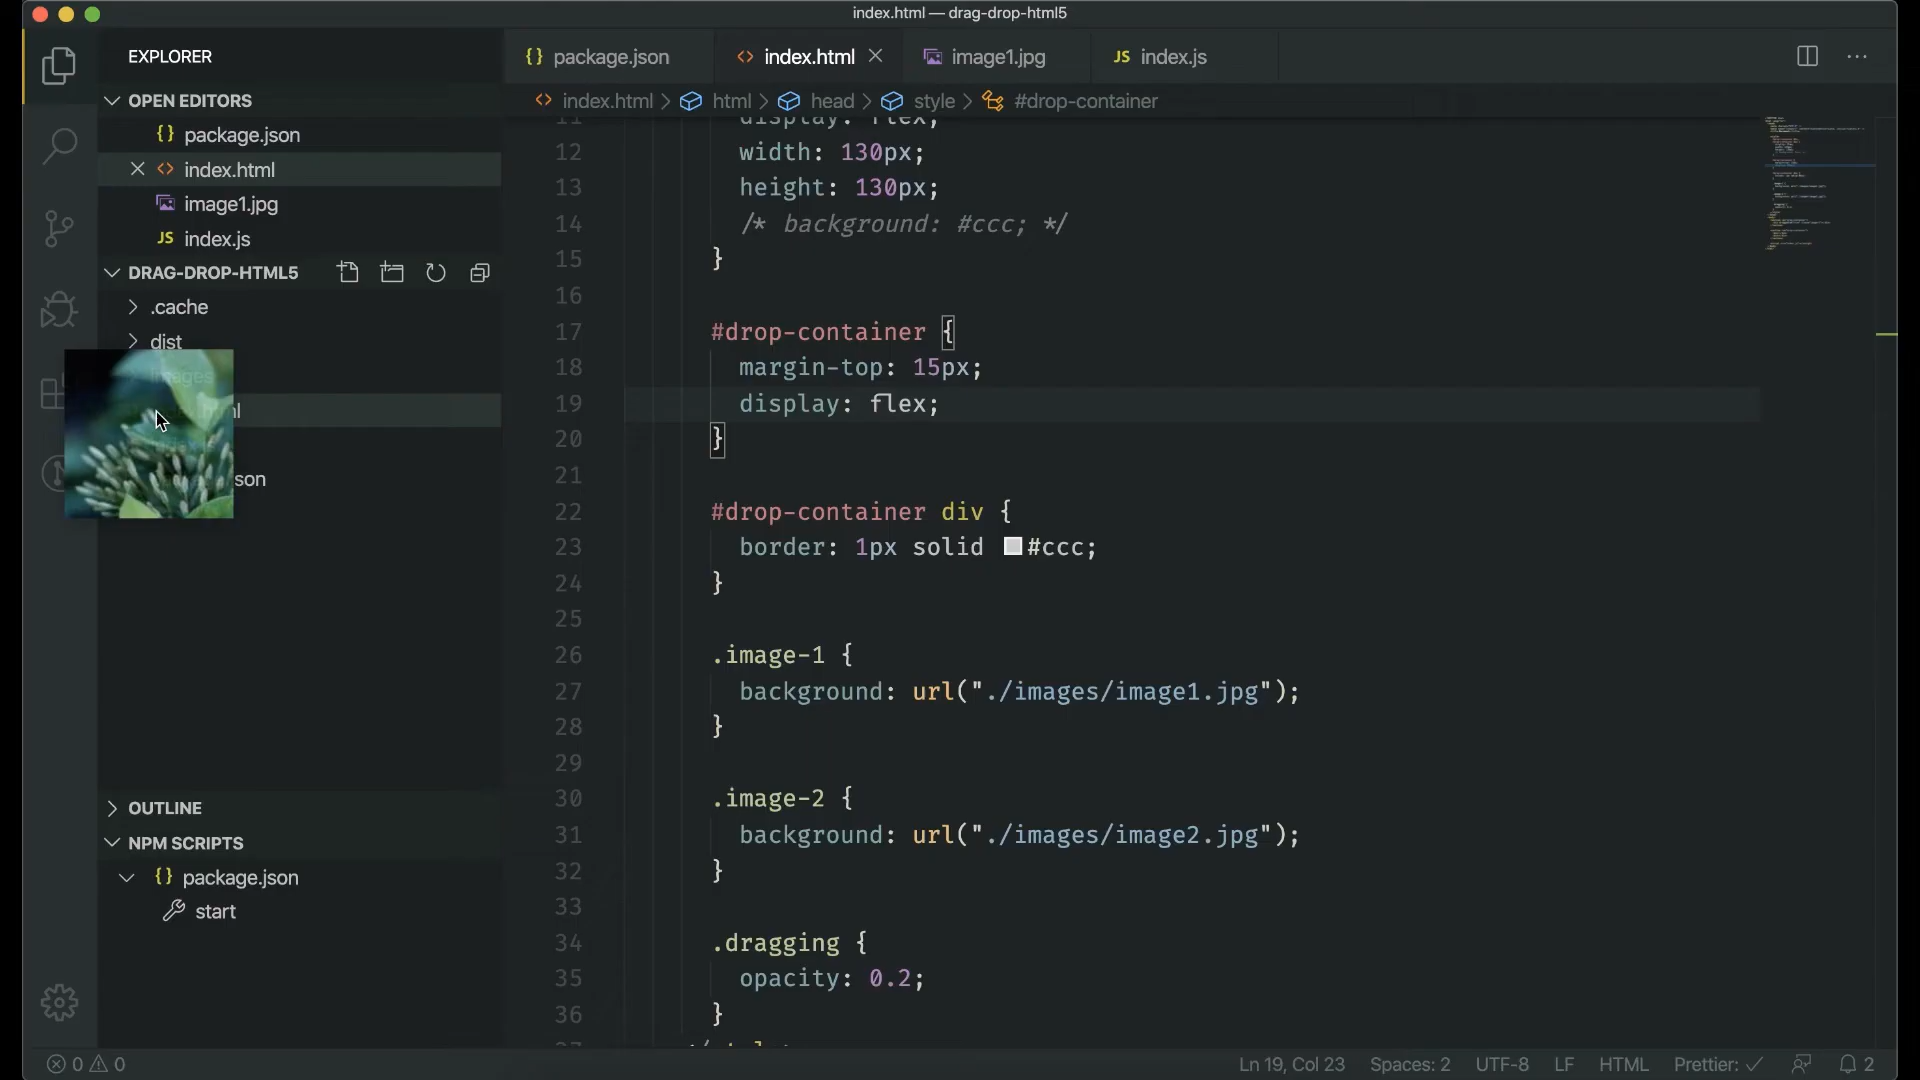 index.html — drag-drop-html5
EXPLORER
{} package.json
<> index.html
image1.jpg
JS index.js
index.html > html > head > style > #drop-container
OPEN EDITORS
{} package.json
<> index.html
image1.jpg
JS index.js
DRAG-DROP-HTML5
.cache
dist
images
OUTLINE
NPM SCRIPTS
{} package.json
start
11 display: flex;
12 width: 130px;
13 height: 130px;
14 /* background: #ccc; */
15 }
16
17 #drop-container {
18 margin-top: 15px;
19 display: flex;
20 }
21
22 #drop-container div {
23 border: 1px solid #ccc;
24 }
25
26 .image-1 {
27 background: url("./images/image1.jpg");
28 }
29
30 .image-2 {
31 background: url("./images/image2.jpg");
32 }
33
34 .dragging {
35 opacity: 0.2;
36 }
0 0
Ln 19, Col 23
Spaces: 2
UTF-8
LF
HTML
Prettier: ✓
2